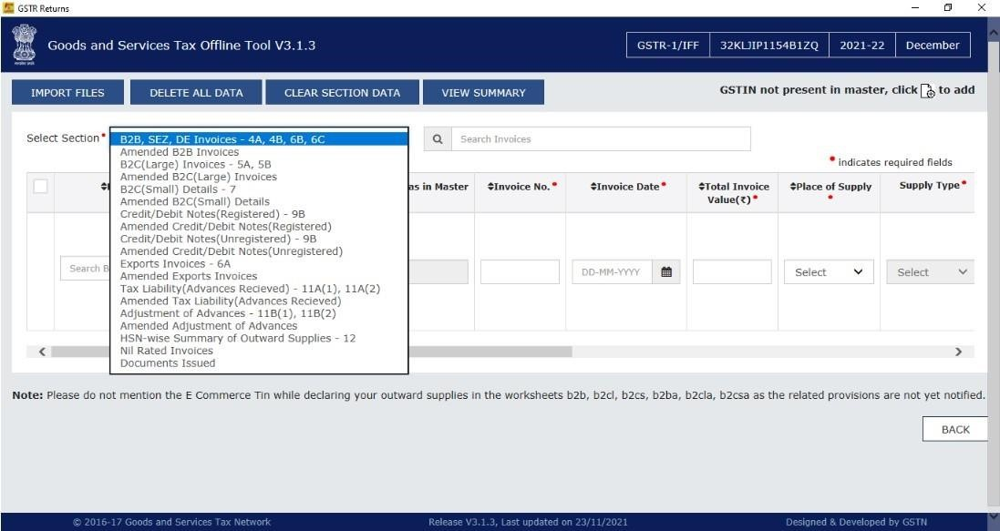 GSTR Returns
Goods and Services Tax Offline Tool V3.1.3
GSTR-1/IFF 32KLJIP1154B1ZQ 2021-22 December
IMPORT FILES DELETE ALL DATA CLEAR SECTION DATA VIEW SUMMARY
GSTIN not present in master, click to add
Select Section*
B2B, SEZ, DE Invoices - 4A, 4B, 6B, 6C
Amended B2B Invoices
B2C(Large) Invoices - 5A, 5B
Amended B2C(Large) Invoices
B2C(Small) Details - 7
Amended B2C(Small) Details
Credit/Debit Notes(Registered) - 9B
Amended Credit/Debit Notes(Registered)
Credit/Debit Notes(Unregistered) - 9B
Amended Credit/Debit Notes(Unregistered)
Exports Invoices - 6A
Amended Exports Invoices
Tax Liability(Advances Recieved) - 11A(1), 11A(2)
Amended Tax Liability(Advances Recieved)
Adjustment of Advances - 11B(1), 11B(2)
Amended Adjustment of Advances
HSN-wise Summary of Outward Supplies - 12
Nil Rated Invoices
Documents Issued
Search Invoices
* indicates required fields
as in Master Invoice No.* Invoice Date* Total Invoice Value(₹)* Place of Supply* Supply Type*
Search B DD-MM-YYYY Select Select
Note: Please do not mention the E Commerce Tin while declaring your outward supplies in the worksheets b2b, b2cl, b2cs, b2ba, b2cla, b2csa as the related provisions are not yet notified.
BACK
© 2016-17 Goods and Services Tax Network Release V3.1.3, Last updated on 23/11/2021 Designed & Developed by GSTN